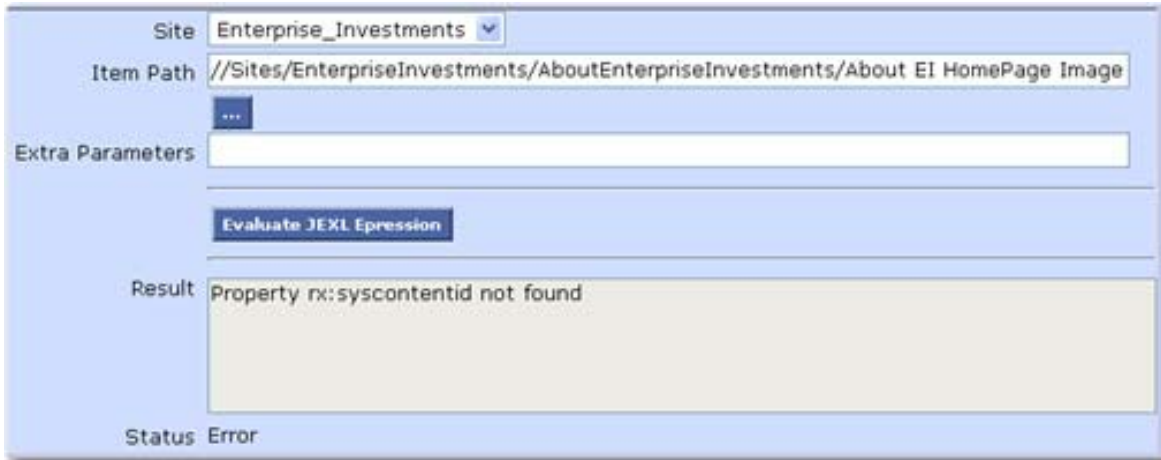 Site Enterprise_Investments
Item Path //Sites/EnterpriseInvestments/AboutEnterpriseInvestments/About EI HomePage Image
...
Extra Parameters
Evaluate JEXL Epression
Result Property rx:syscontentid not found
Status Error